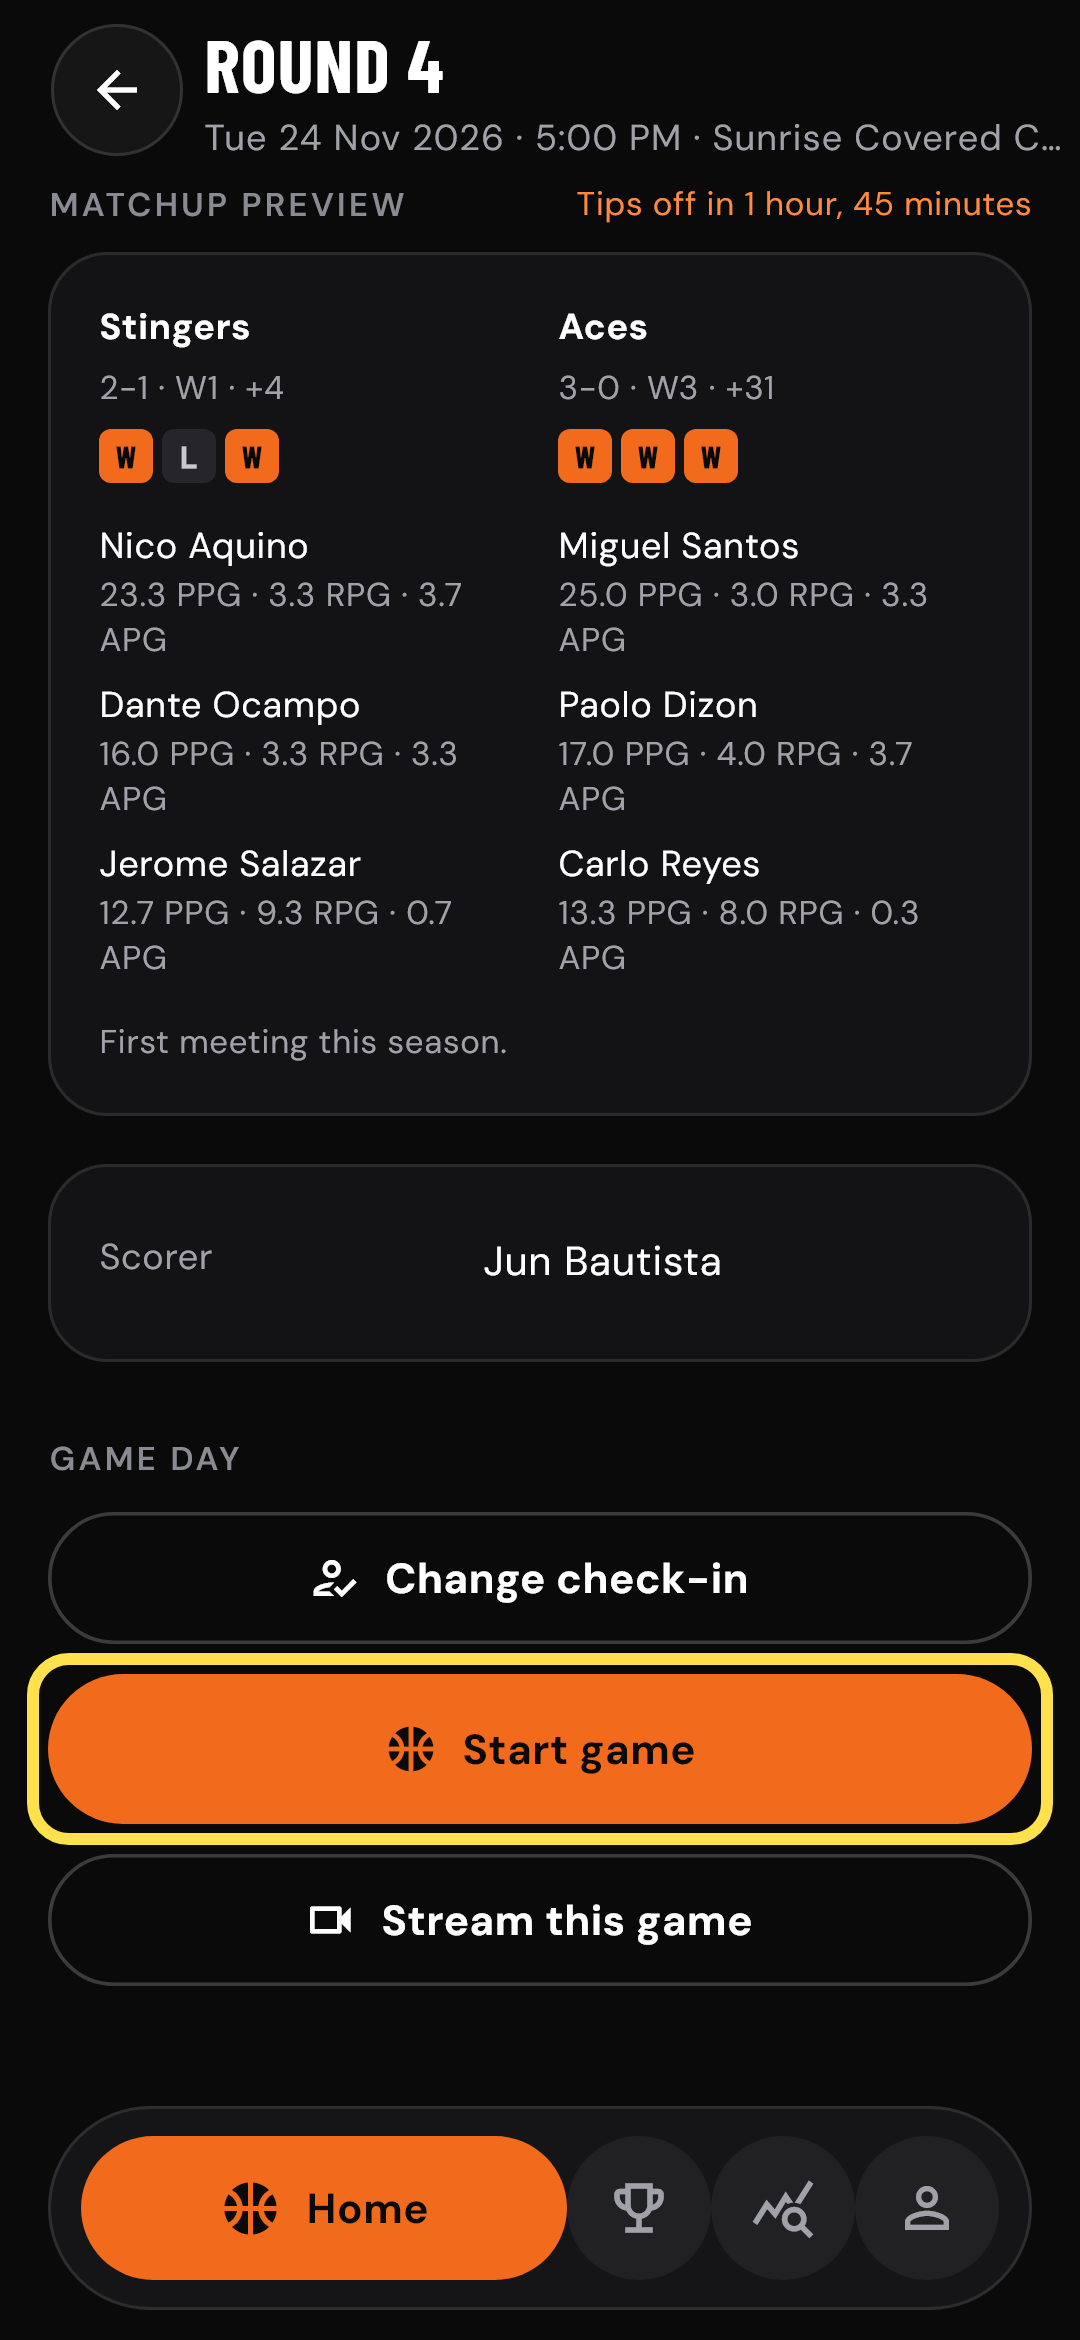 ROUND 4
Tue 24 Nov 2026 · 5:00 PM · Sunrise Covered C...
MATCHUP PREVIEW
Tips off in 1 hour, 45 minutes
Stingers
2-1 · W1 · +4
W L W
Nico Aquino
23.3 PPG · 3.3 RPG · 3.7
APG
Dante Ocampo
16.0 PPG · 3.3 RPG · 3.3
APG
Jerome Salazar
12.7 PPG · 9.3 RPG · 0.7
APG
Aces
3-0 · W3 · +31
W W W
Miguel Santos
25.0 PPG · 3.0 RPG · 3.3
APG
Paolo Dizon
17.0 PPG · 4.0 RPG · 3.7
APG
Carlo Reyes
13.3 PPG · 8.0 RPG · 0.3
APG
First meeting this season.
Scorer
Jun Bautista
GAME DAY
Change check-in
Start game
Stream this game
Home